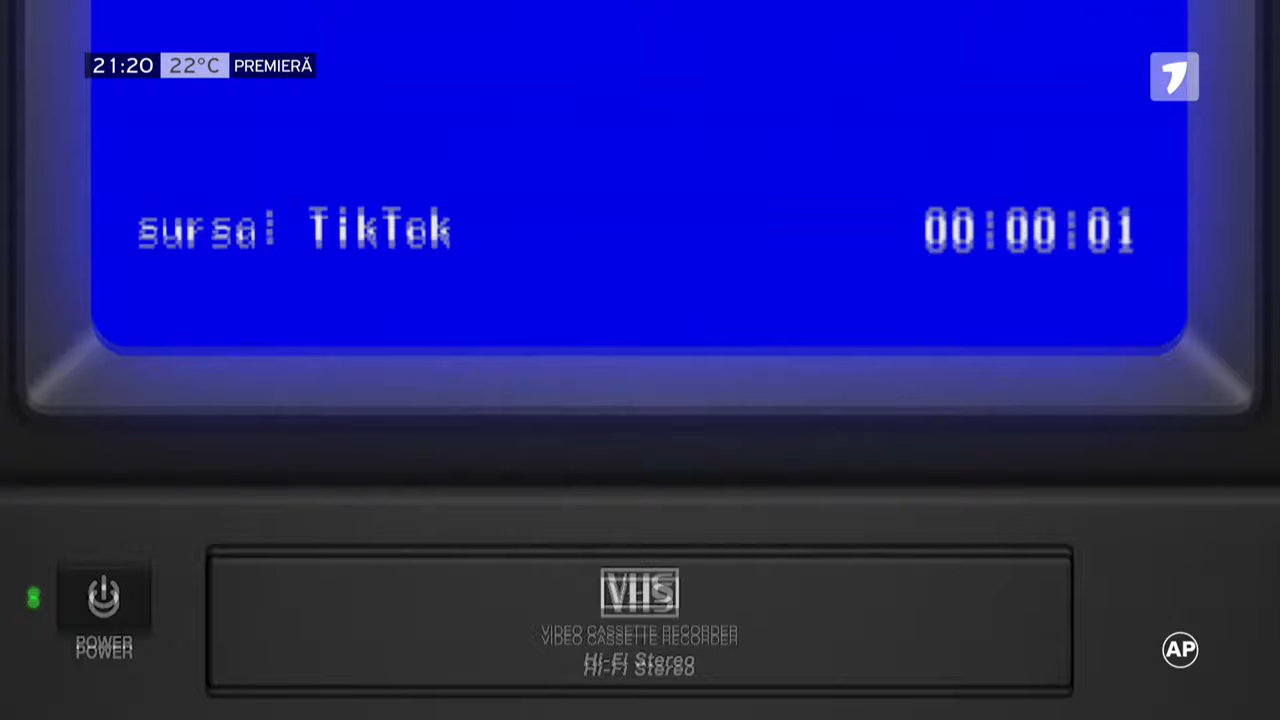 21:20 22°C PREMIERĂ
7
sursa: TikTok 00:00:01
VHS
VIDEO CASSETTE RECORDER
Hi-Fi Stereo
POWER
AP